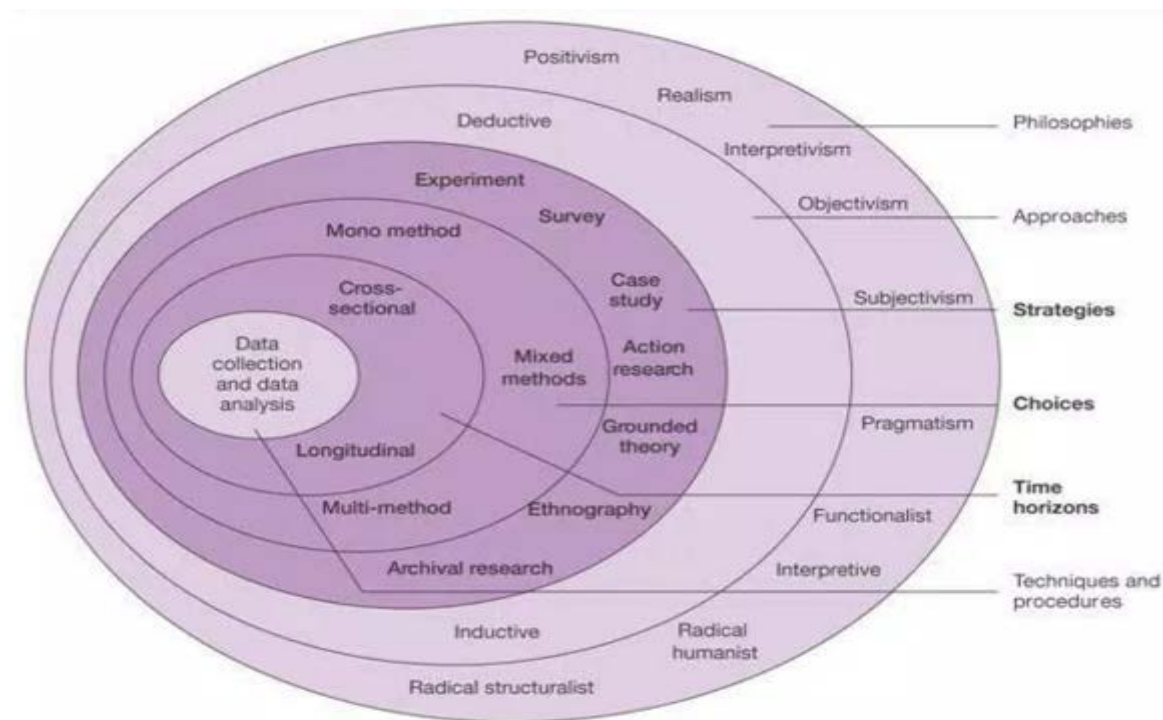 Positivism
Realism
Philosophies
Deductive
Interpretivism
Experiment
Objectivism
Survey
Approaches
Mono method
Case
study
Cross-
sectional
Subjectivism
Strategies
Data
collection
and data
analysis
Mixed
methods
Action
research
Choices
Pragmatism
Grounded
theory
Longitudinal
Time
horizons
Multi-method
Ethnography
Functionalist
Archival research
Interpretive
Techniques and
procedures
Inductive
Radical
humanist
Radical structuralist